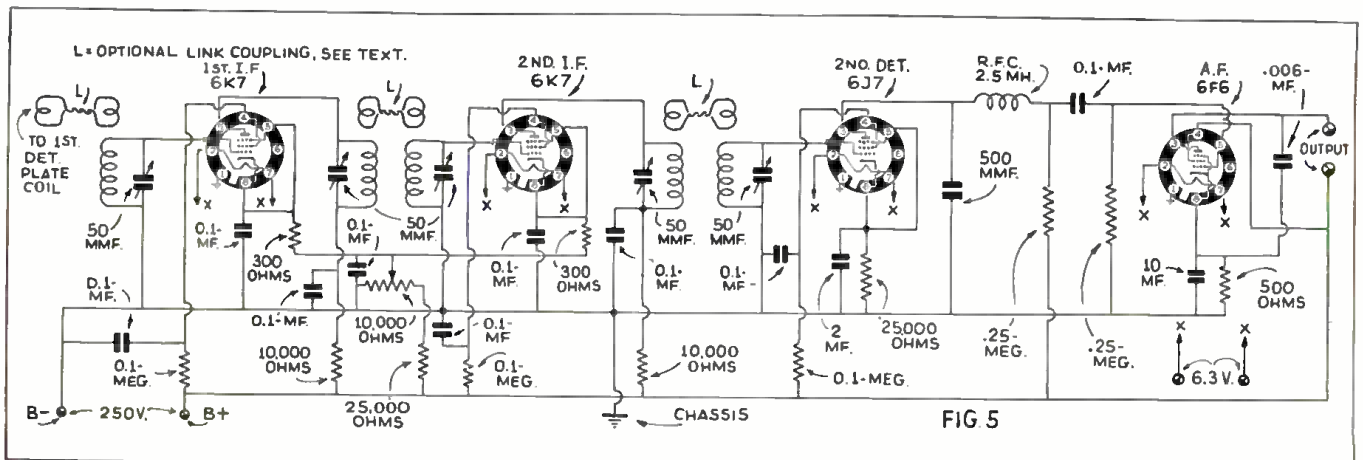 L = OPTIONAL LINK COUPLING, SEE TEXT.
1ST. I.F.
6K7
2ND. I.F.
6K7
2ND. DET.
6J7
R.F.C.
2.5 MH.
0.1-MF.
A.F.
6F6
.006-
MF.
L
L
L
TO 1ST.
DET.
PLATE
COIL
OUTPUT
50
MMF.
0.1-
MF.
300
OHMS
0.1-
MF.
50
MMF.
0.1-
MF.
300
OHMS
0.1-
MF.
50
MMF.
50
MMF.
0.1-
MF.
500
MMF.
10
MF.
500
OHMS
0.1-
MF.
0.1-MF.
10,000
OHMS
0.1-
MF
2
MF.
25,000
OHMS
.25-
MEG.
.25-
MEG.
0.1-
MEG.
10,000
OHMS
25,000
OHMS
0.1-
MEG.
10,000
OHMS
0.1-MEG.
X
X
X
X
X
X
X
X
X
X
6.3 V.
B-
250V.
B+
CHASSIS
FIG. 5